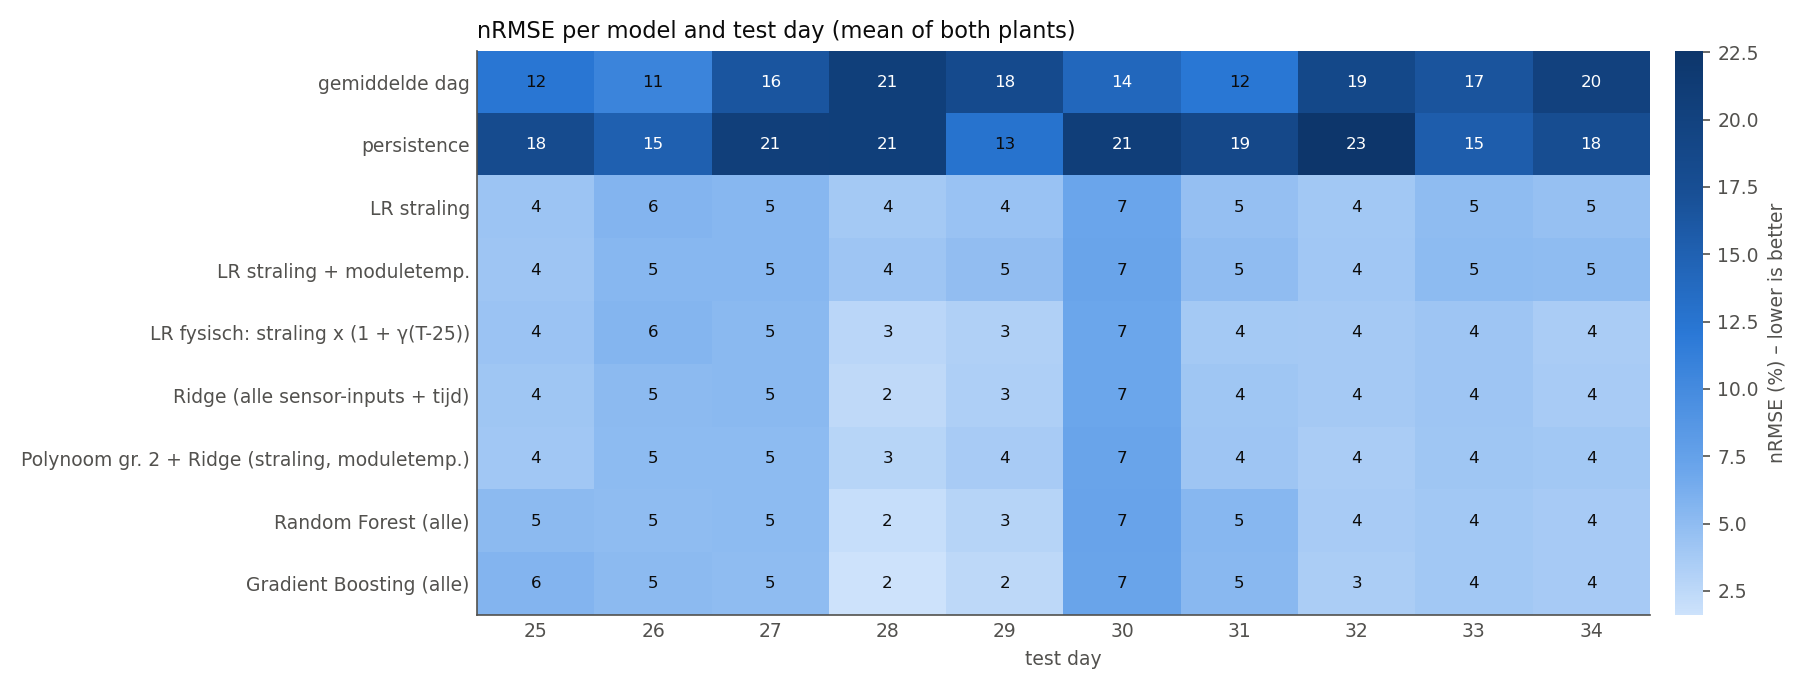 nRMSE per model and test day (mean of both plants)
gemiddelde dag 12 11 16 21 18 14 12 19 17 20
persistence 18 15 21 21 13 21 19 23 15 18
LR straling 4 6 5 4 4 7 5 4 5 5
LR straling + moduletemp. 4 5 5 4 5 7 5 4 5 5
LR fysisch: straling x (1 + γ(T-25)) 4 6 5 3 3 7 4 4 4 4
Ridge (alle sensor-inputs + tijd) 4 5 5 2 3 7 4 4 4 4
Polynoom gr. 2 + Ridge (straling, moduletemp.) 4 5 5 3 4 7 4 4 4 4
Random Forest (alle) 5 5 5 2 3 7 5 4 4 4
Gradient Boosting (alle) 6 5 5 2 2 7 5 3 4 4
25 26 27 28 29 30 31 32 33 34
test day
22.5
20.0
17.5
15.0
12.5
10.0
7.5
5.0
2.5
nRMSE (%) – lower is better